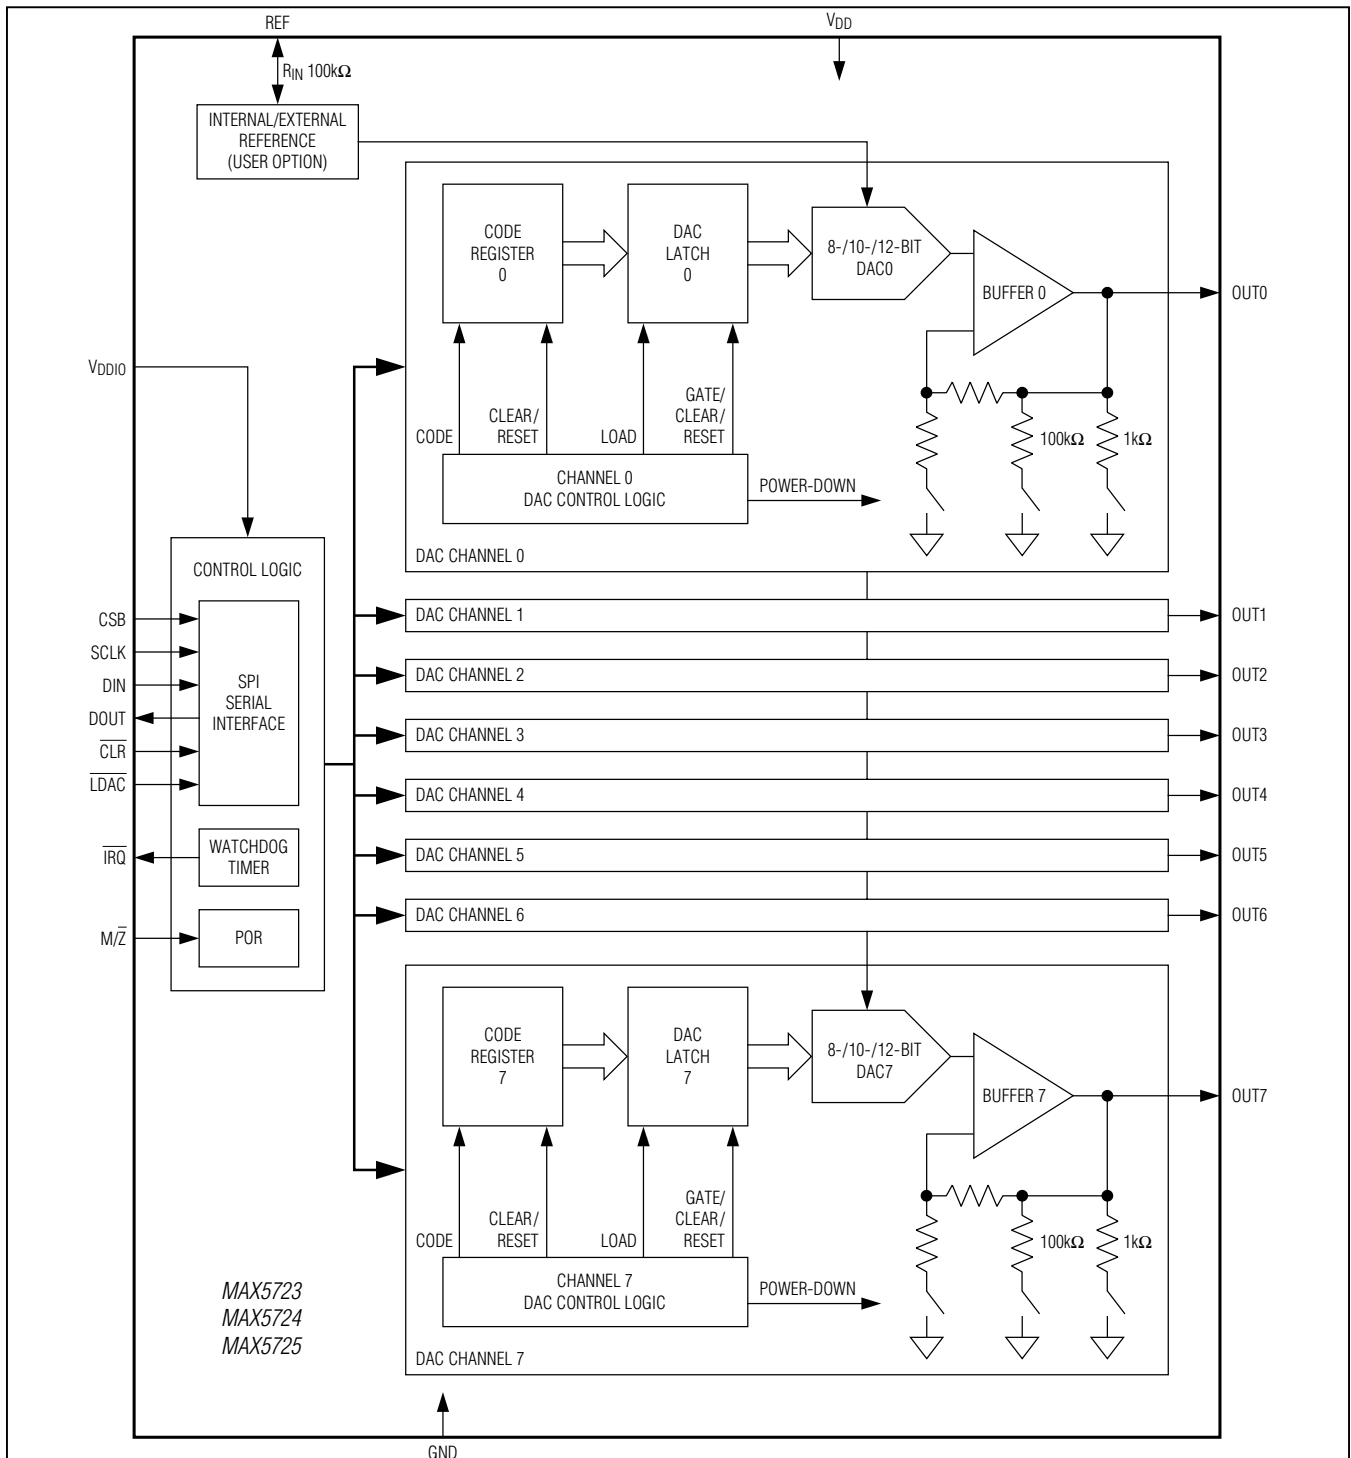 REF
VDD
RIN 100kΩ
INTERNAL/EXTERNAL
REFERENCE
(USER OPTION)
CODE
REGISTER
0
DAC
LATCH
0
8-/10-/12-BIT
DAC0
BUFFER 0
OUT0
VDDIO
CODE
CLEAR/
RESET
LOAD
GATE/
CLEAR/
RESET
100kΩ
1kΩ
CHANNEL 0
DAC CONTROL LOGIC
POWER-DOWN
DAC CHANNEL 0
CONTROL LOGIC
CSB
SCLK
DIN
DOUT
CLR
LDAC
SPI
SERIAL
INTERFACE
IRQ
WATCHDOG
TIMER
M/Z
POR
DAC CHANNEL 1
OUT1
DAC CHANNEL 2
OUT2
DAC CHANNEL 3
OUT3
DAC CHANNEL 4
OUT4
DAC CHANNEL 5
OUT5
DAC CHANNEL 6
OUT6
CODE
REGISTER
7
DAC
LATCH
7
8-/10-/12-BIT
DAC7
BUFFER 7
OUT7
CODE
CLEAR/
RESET
LOAD
GATE/
CLEAR/
RESET
100kΩ
1kΩ
CHANNEL 7
DAC CONTROL LOGIC
POWER-DOWN
DAC CHANNEL 7
MAX5723
MAX5724
MAX5725
GND